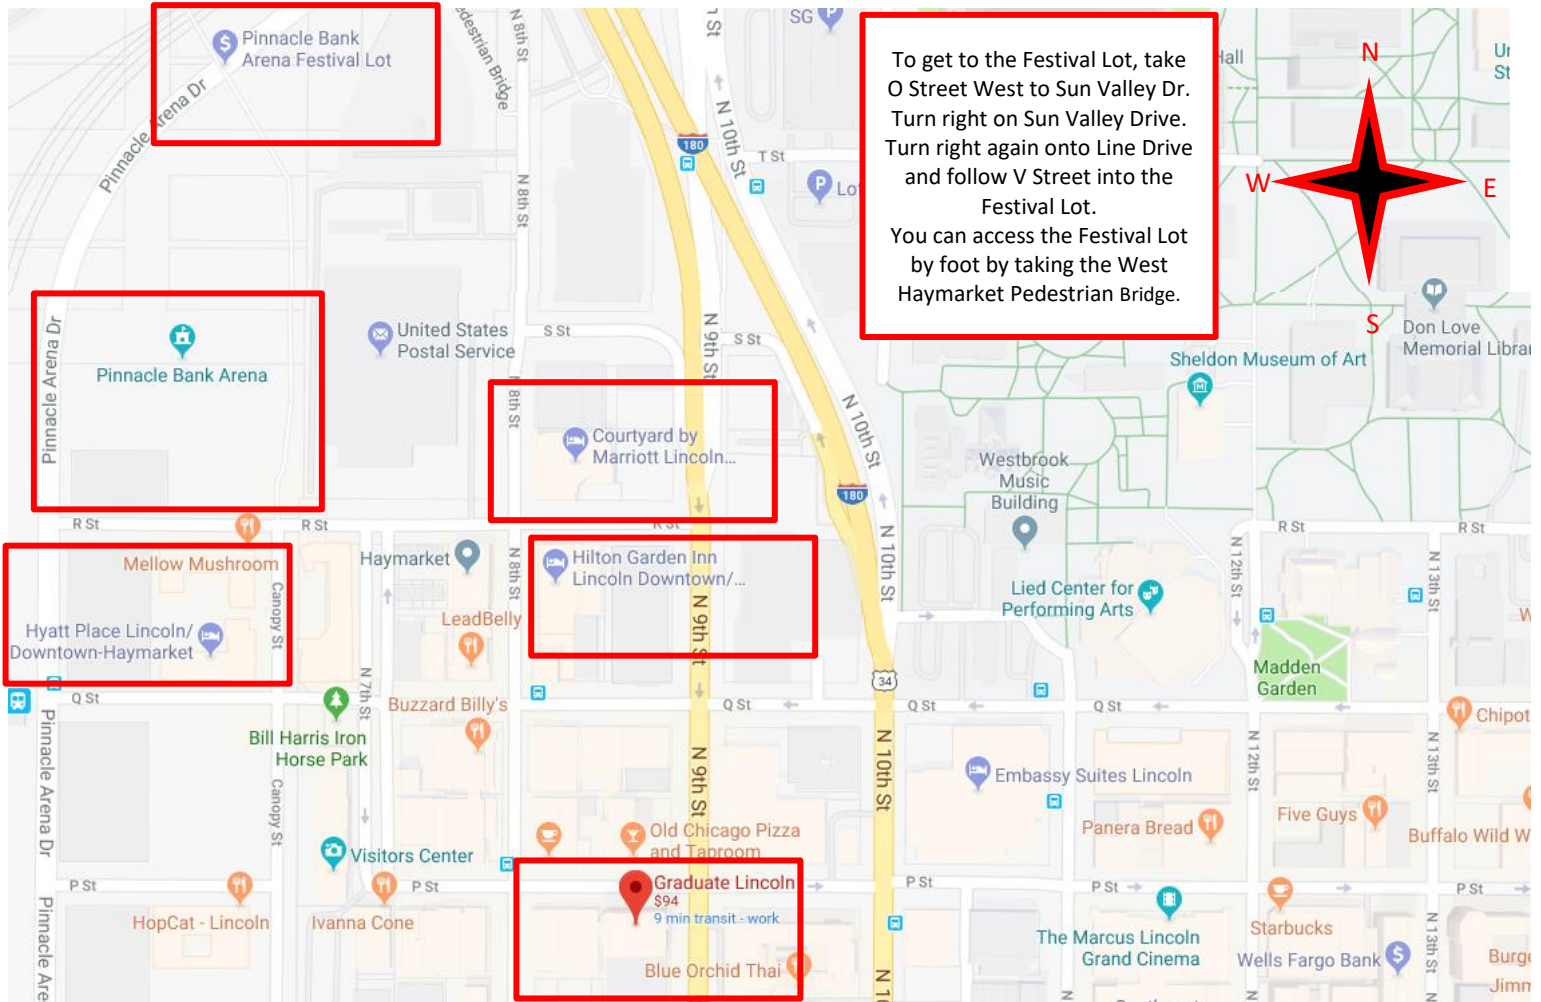 Pinnacle Bank
Arena Festival Lot
Pinnacle Arena Dr
Pedestrian Bridge
N 8th St
N 8th St
SG
Hall
To get to the Festival Lot, take
O Street West to Sun Valley Dr.
Turn right on Sun Valley Drive.
Turn right again onto Line Drive
and follow V Street into the
Festival Lot.
You can access the Festival Lot
by foot by taking the West
Haymarket Pedestrian Bridge.
N
W
E
S
180
N 10th St
T St
Pinnacle Arena Dr
Pinnacle Bank Arena
United States
Postal Service
S St
N 9th St
S St
Don Love
Memorial Librar
Sheldon Museum of Art
N 8th St
Courtyard by
Marriott Lincoln...
N 10th St
180
Westbrook
Music
Building
R St
Mellow Mushroom
R St
R St
R St
R St
Haymarket
N 8th St
Hilton Garden Inn
Lincoln Downtown/...
N 9th St
N 10th St
Lied Center for
Performing Arts
N 12th St
N 13th St
Canopy St
Hyatt Place Lincoln/
Downtown-Haymarket
LeadBelly
N 7th St
34
Madden
Garden
Q St
Buzzard Billy's
Q St
Q St
Q St
Chipot
Bill Harris Iron
Horse Park
Pinnacle Arena Dr
Canopy St
N 9th St
N 10th St
Embassy Suites Lincoln
N 12th St
N 13th St
Old Chicago Pizza
and Taproom
Panera Bread
Five Guys
Buffalo Wild W
Visitors Center
P St
P St
Graduate Lincoln
$94
9 min transit - work
P St
P St
P St
HopCat - Lincoln
Ivanna Cone
Pinnacle Are
The Marcus Lincoln
Grand Cinema
Starbucks
Wells Fargo Bank
N 13th St
Blue Orchid Thai
N 10
Burge
Jimm